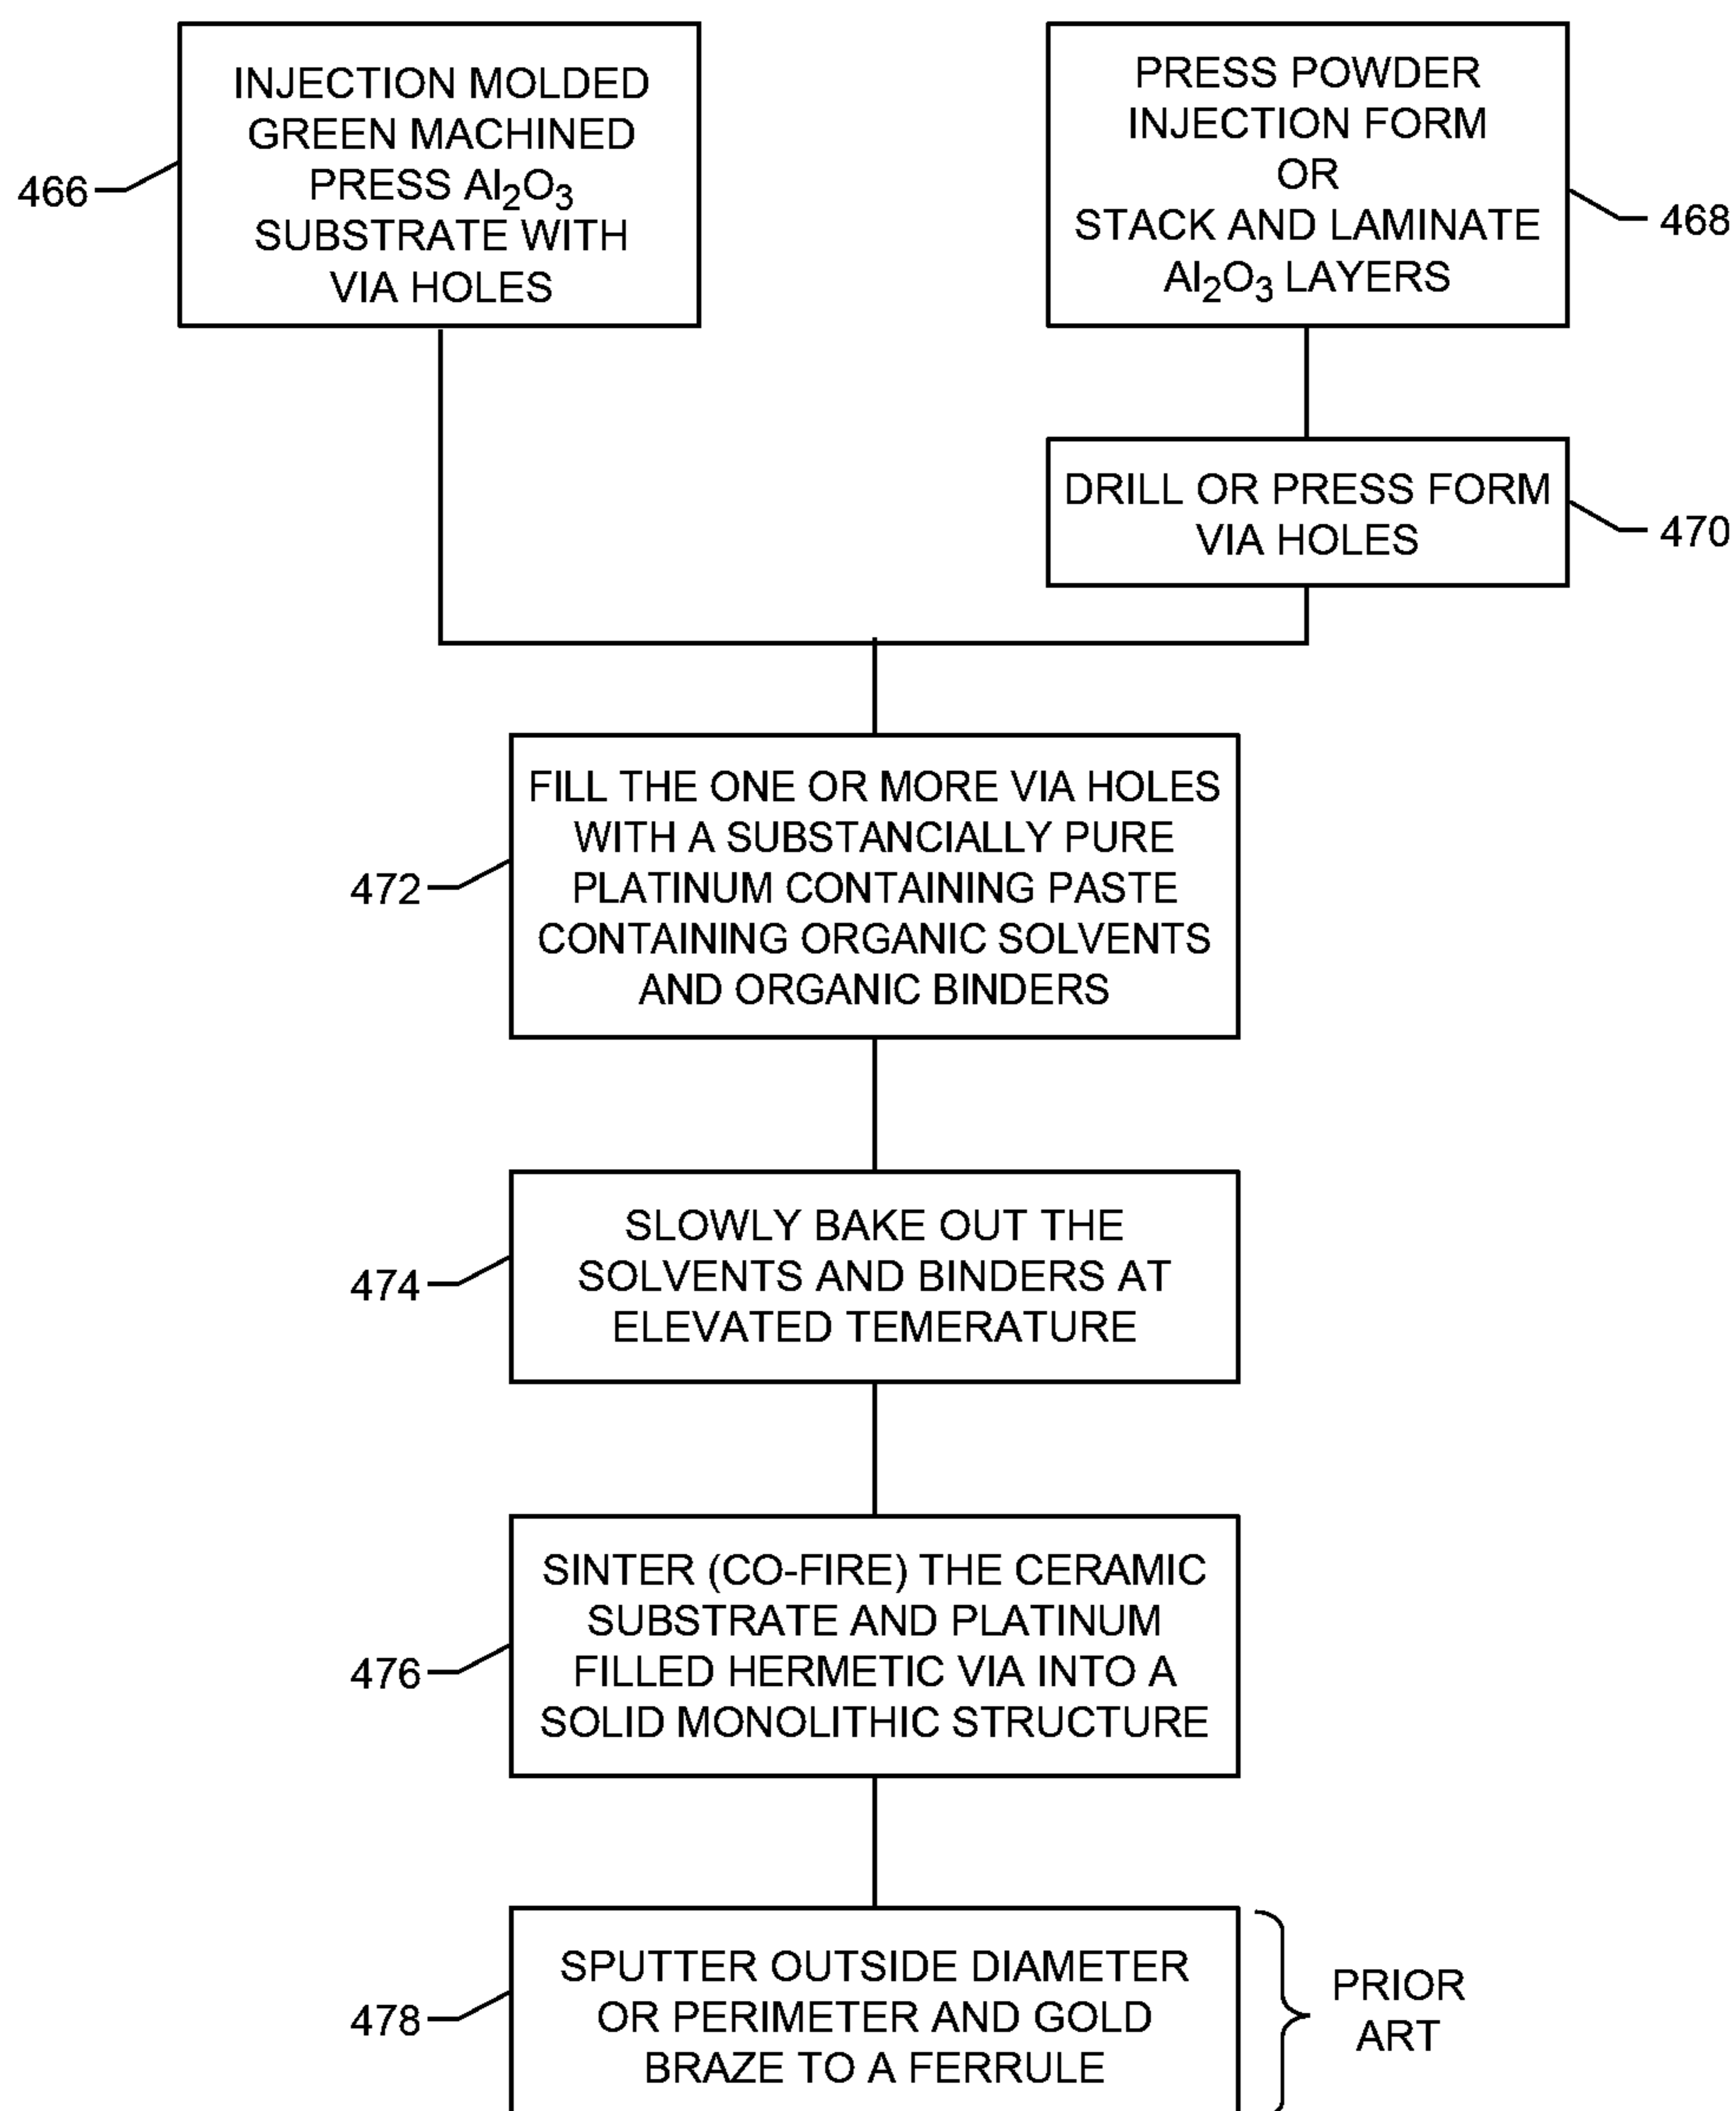 INJECTION MOLDED
GREEN MACHINED
PRESS Al₂O₃
SUBSTRATE WITH
VIA HOLES
466
PRESS POWDER
INJECTION FORM
OR
STACK AND LAMINATE
Al₂O₃ LAYERS
468
DRILL OR PRESS FORM
VIA HOLES
470
FILL THE ONE OR MORE VIA HOLES
WITH A SUBSTANCIALLY PURE
PLATINUM CONTAINING PASTE
CONTAINING ORGANIC SOLVENTS
AND ORGANIC BINDERS
472
SLOWLY BAKE OUT THE
SOLVENTS AND BINDERS AT
ELEVATED TEMERATURE
474
SINTER (CO-FIRE) THE CERAMIC
SUBSTRATE AND PLATINUM
FILLED HERMETIC VIA INTO A
SOLID MONOLITHIC STRUCTURE
476
SPUTTER OUTSIDE DIAMETER
OR PERIMETER AND GOLD
BRAZE TO A FERRULE
478
PRIOR
ART